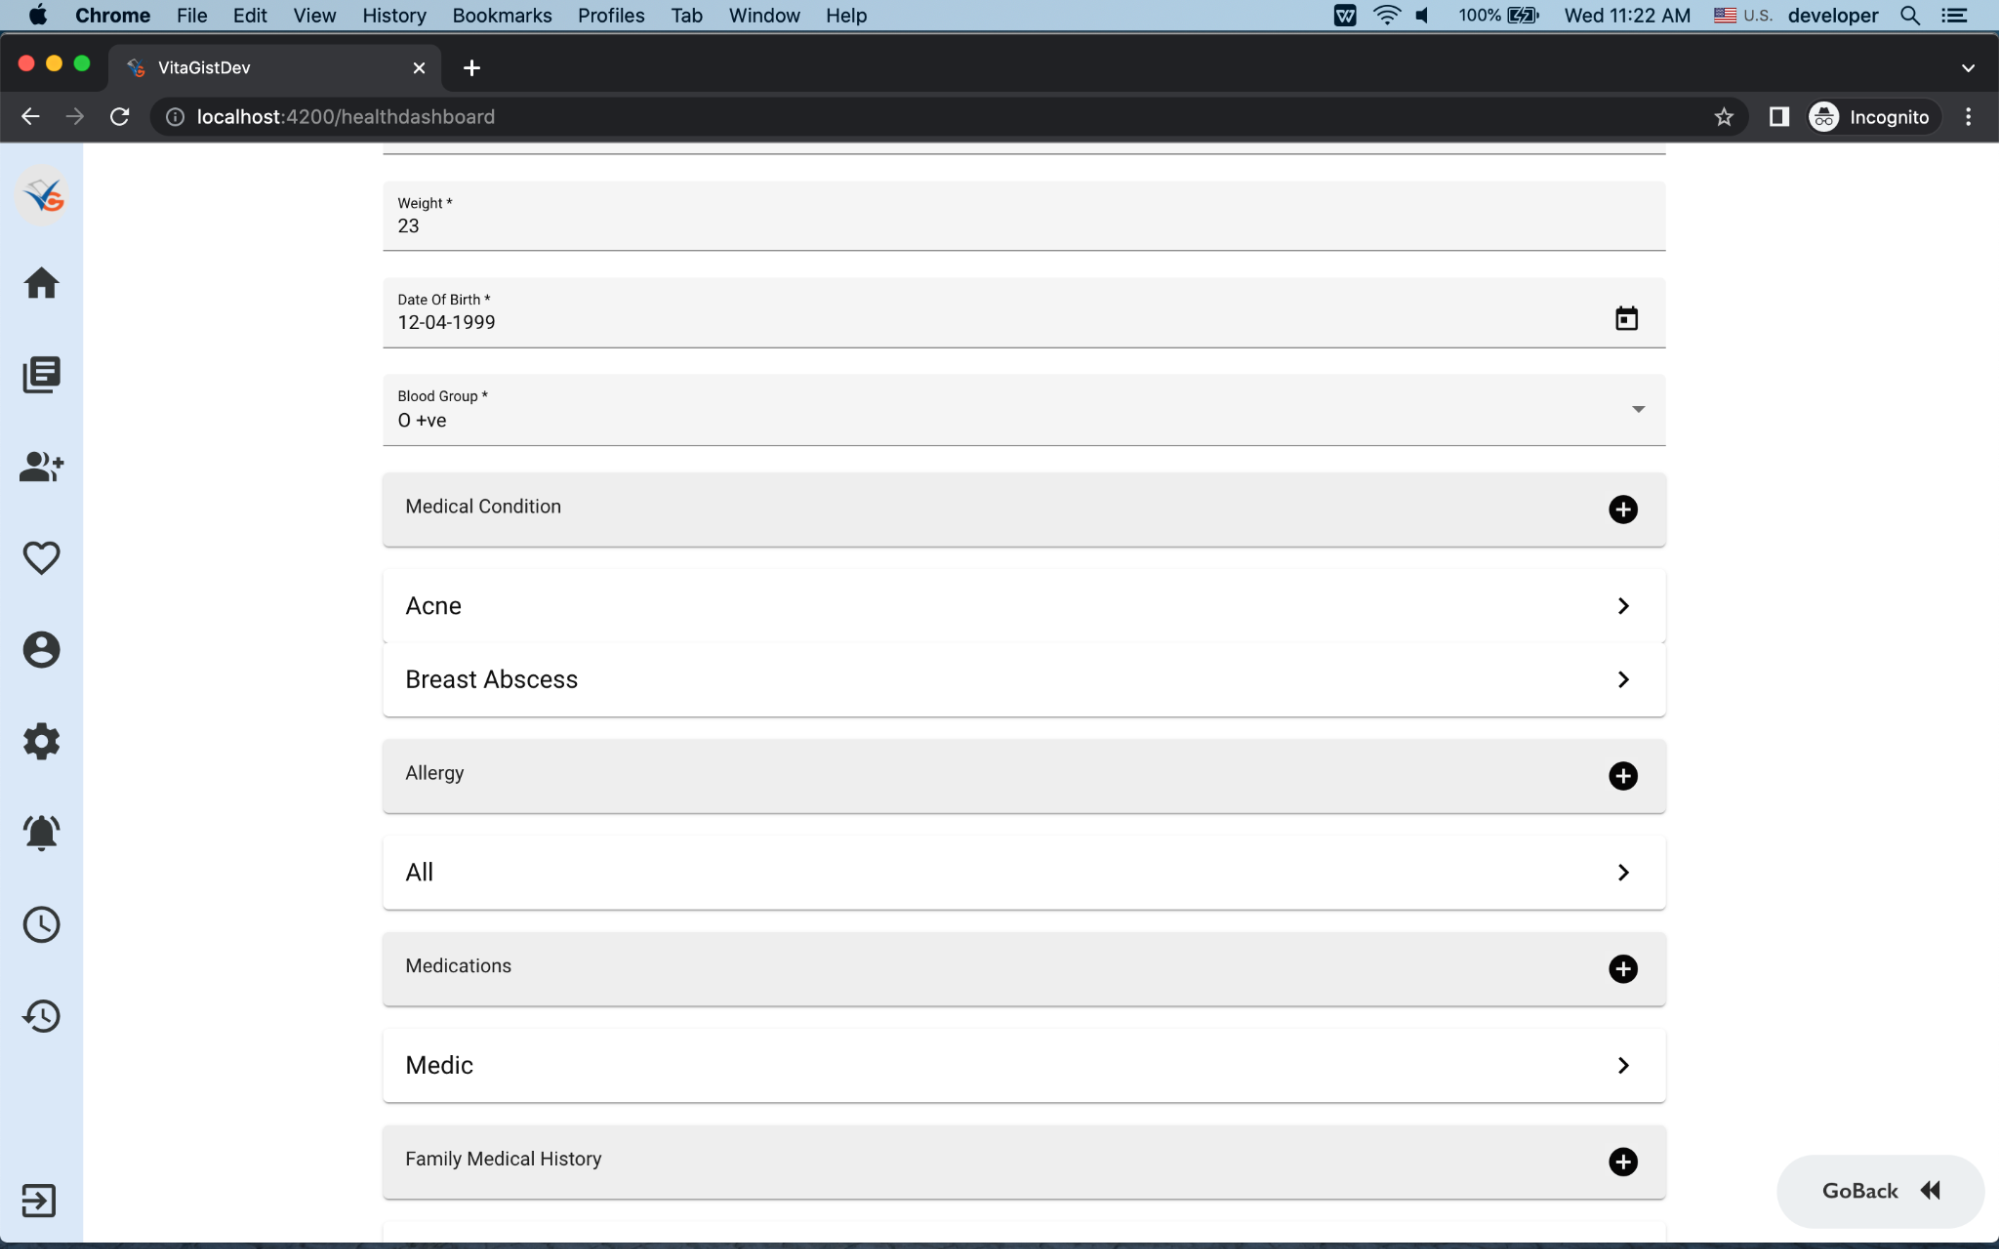 Chrome File Edit View History Bookmarks Profiles Tab Window Help 100% Wed 11:22 AM U.S. developer
VitaGistDev
localhost:4200/healthdashboard Incognito
Weight *
23
Date Of Birth *
12-04-1999
Blood Group *
O +ve
Medical Condition
Acne
Breast Abscess
Allergy
All
Medications
Medic
Family Medical History
GoBack